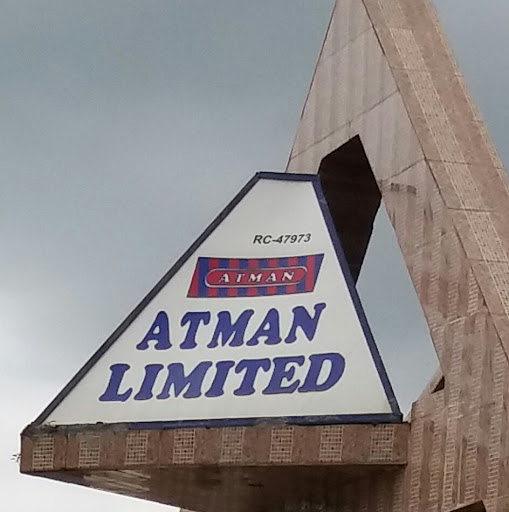 RC-47973
ATMAN
ATMAN
LIMITED